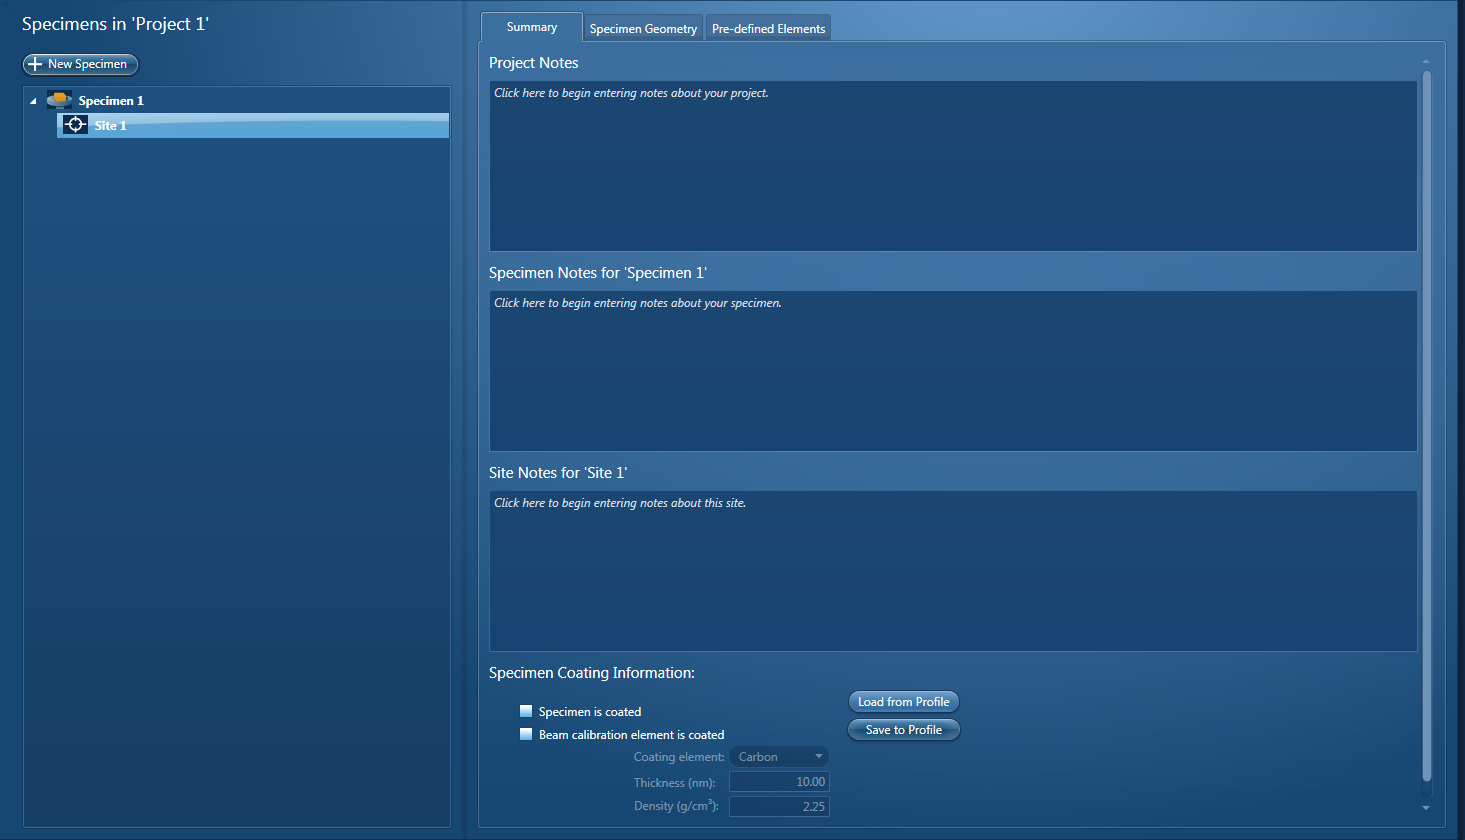 Specimens in 'Project 1'
New Specimen
Specimen 1
Site 1
Summary
Specimen Geometry
Pre-defined Elements
Project Notes
Click here to begin entering notes about your project.
Specimen Notes for 'Specimen 1'
Click here to begin entering notes about your specimen.
Site Notes for 'Site 1'
Click here to begin entering notes about this site.
Specimen Coating Information:
Specimen is coated
Beam calibration element is coated
Load from Profile
Save to Profile
Coating element: Carbon
Thickness (nm): 10.00
Density (g/cm³): 2.25